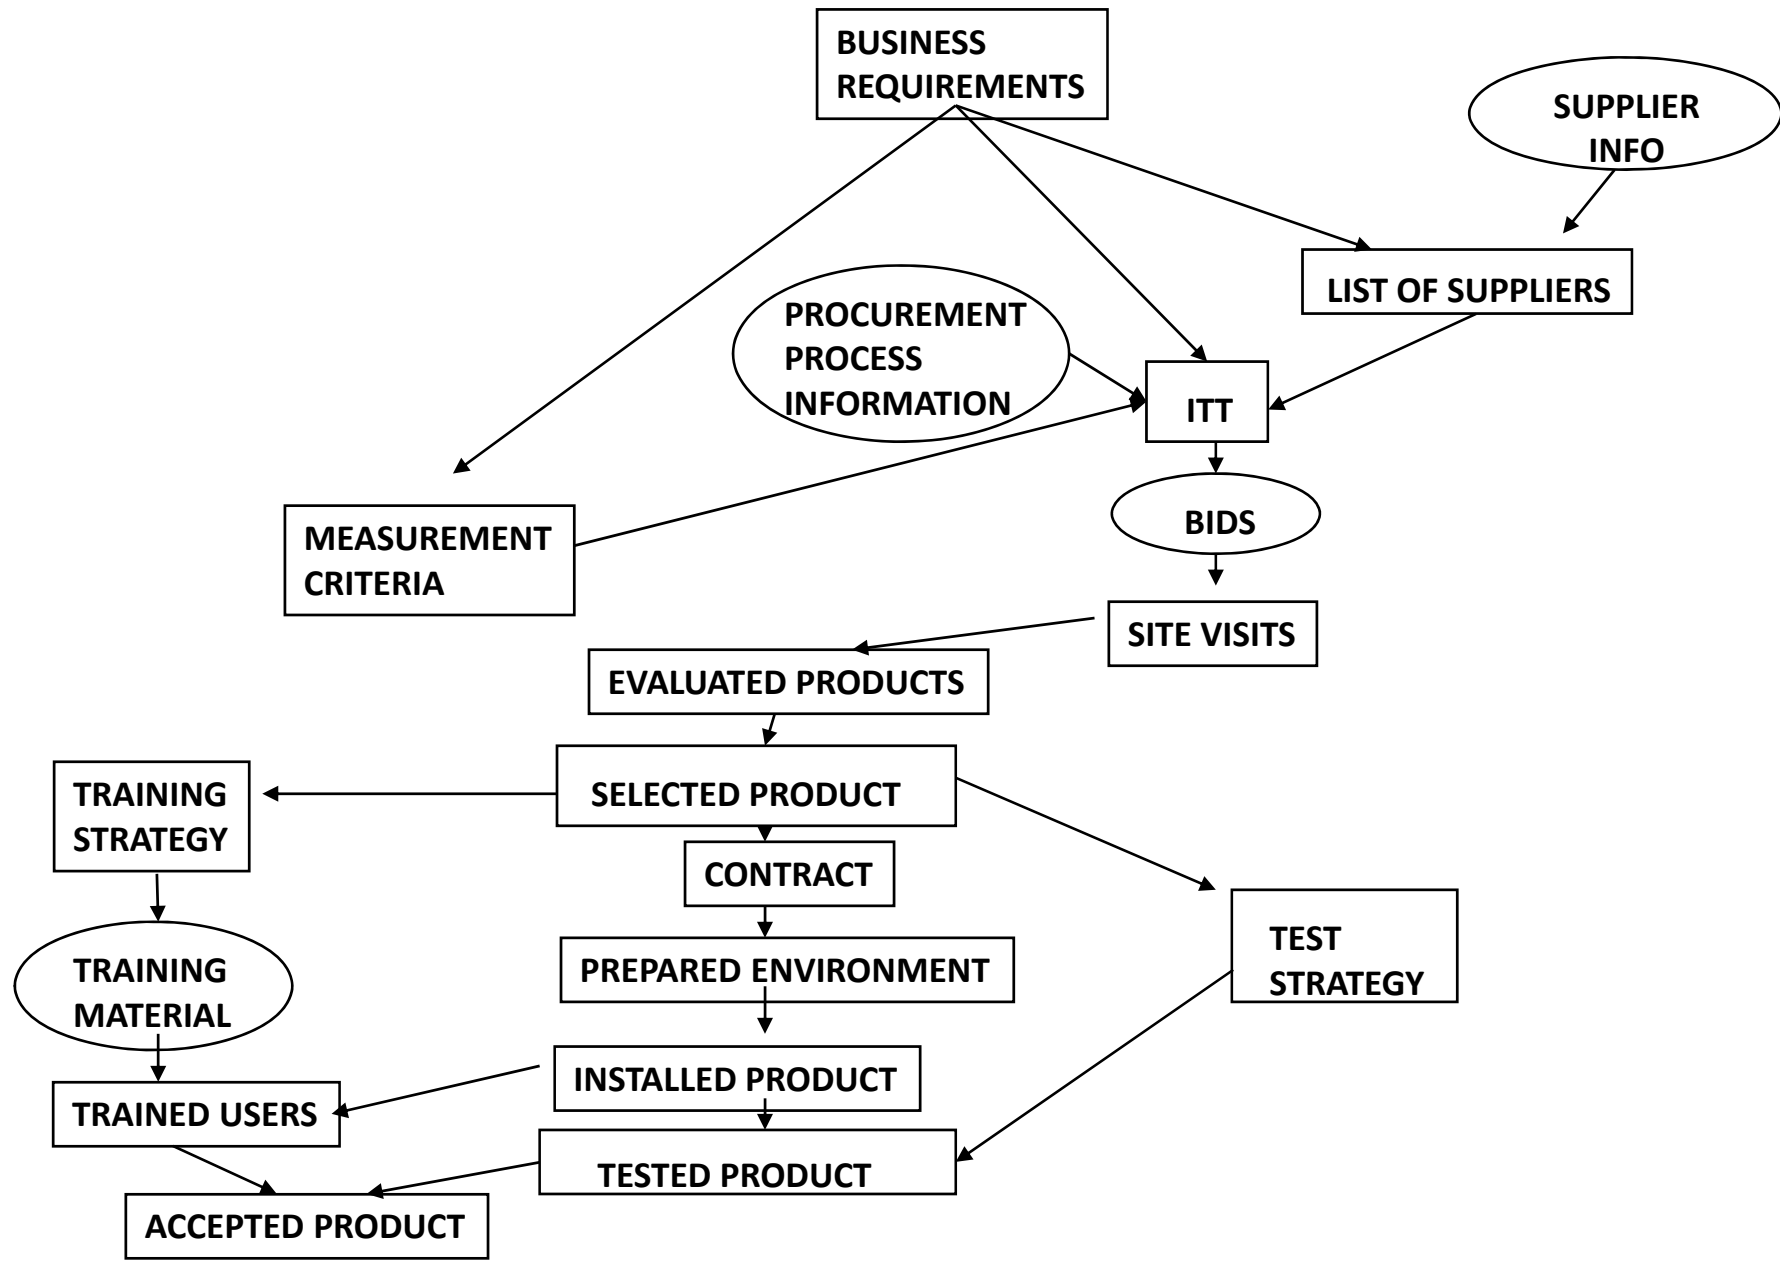 BUSINESS
REQUIREMENTS
SUPPLIER
INFO
LIST OF SUPPLIERS
PROCUREMENT
PROCESS
INFORMATION
ITT
BIDS
MEASUREMENT
CRITERIA
SITE VISITS
EVALUATED PRODUCTS
SELECTED PRODUCT
TRAINING
STRATEGY
CONTRACT
TEST
STRATEGY
PREPARED ENVIRONMENT
TRAINING
MATERIAL
INSTALLED PRODUCT
TRAINED USERS
TESTED PRODUCT
ACCEPTED PRODUCT